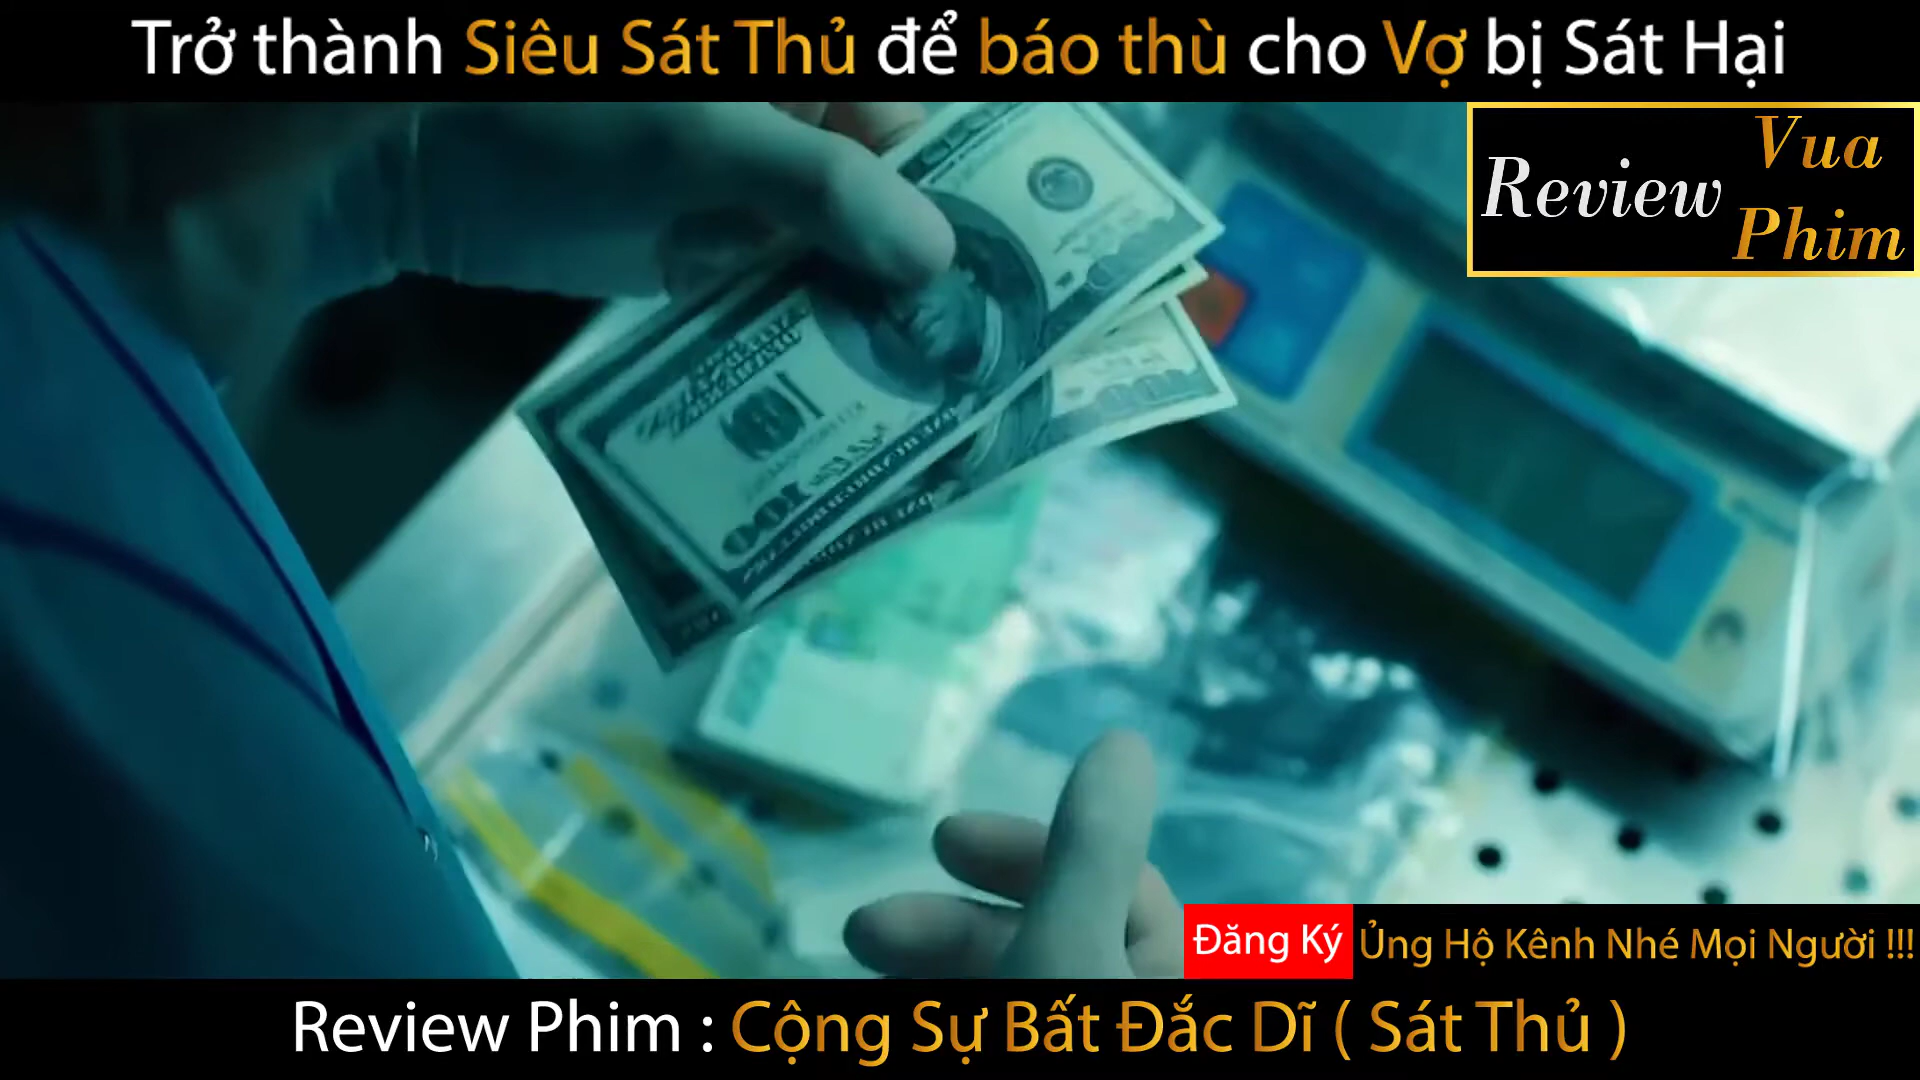 Trở thành Siêu Sát Thủ để báo thù cho Vợ bị Sát Hại
Review Vua Phim
100
Đăng Ký Ủng Hộ Kênh Nhé Mọi Người !!!
Review Phim : Cộng Sự Bất Đắc Dĩ ( Sát Thủ )